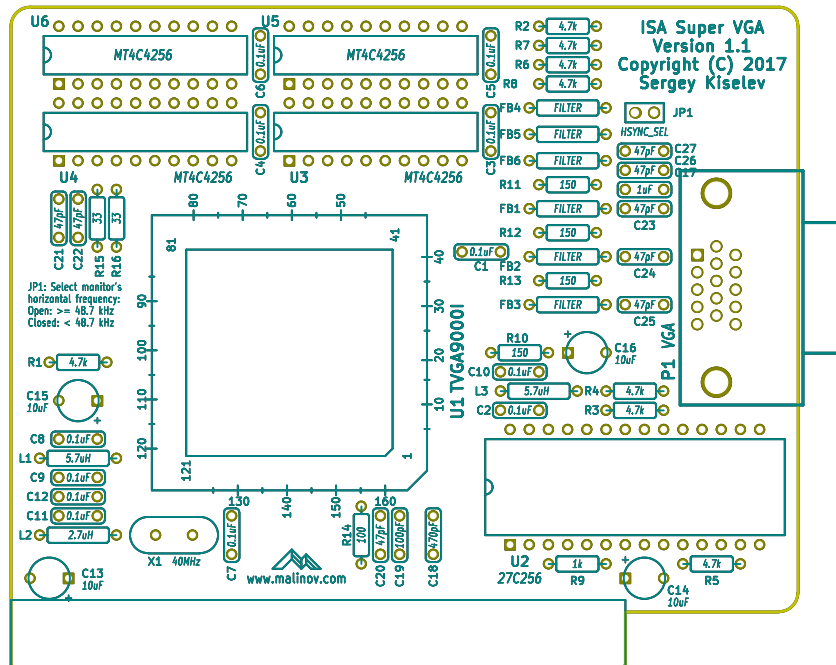 U6
U5
MT4C4256
MT4C4256
0.1uF
C6
0.1uF
C5
R2 4.7k
R7 4.7k
R6 4.7k
R8 4.7k
ISA Super VGA
Version 1.1
Copyright (C) 2017
Sergey Kiselev
FB4 FILTER
FB5 FILTER
FB6 FILTER
JP1
HSYNC_SEL
0.1uF
C4
0.1uF
C3
U4
MT4C4256
U3
MT4C4256
47pF C27
47pF C26
1uF C17
47pF
C23
R11 150
FB1 FILTER
R12 150
FB2 FILTER
R13 150
FB3 FILTER
47pF
C24
47pF
C25
47pF
C21
47pF
C22
33
R15
33
R16
80 70 60 50
81
41
40
30
20
10
1
90
100
110
120
121
130 140 150 160
U1 TVGA9000I
0.1uF
C1
JP1: Select monitor's
horizontal frequency:
Open: >= 48.7 kHz
Closed: < 48.7 kHz
R10
150
C16
10uF
P1 VGA
R1 4.7k
C15
10uF
+
C10 0.1uF
L3 5.7uH
C2 0.1uF
R4 4.7k
R3 4.7k
+
C8 0.1uF
L1 5.7uH
C9 0.1uF
C12 0.1uF
C11 0.1uF
L2 2.7uH
X1 40MHz
0.1uF
C7
www.malinov.com
R14
100
47pF
C20
100pF
C19
470pF
C18
U2
27C256
1k
R9
+
C14
10uF
4.7k
R5
C13
10uF
+